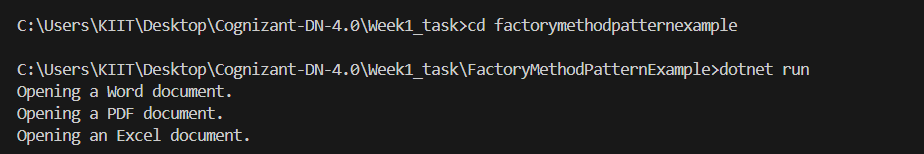 C:\Users\KIIT\Desktop\Cognizant-DN-4.0\Week1_task>cd factorymethodpatternexample
C:\Users\KIIT\Desktop\Cognizant-DN-4.0\Week1_task\FactoryMethodPatternExample>dotnet run
Opening a Word document.
Opening a PDF document.
Opening an Excel document.